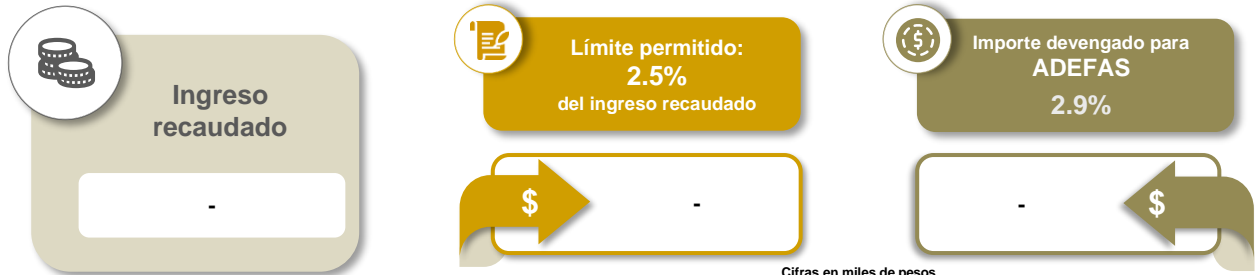 Ingreso
recaudado
-
Límite permitido:
2.5%
del ingreso recaudado
$
-
Importe devengado para
ADEFAS
2.9%
-
$
Cifras en miles de pesos